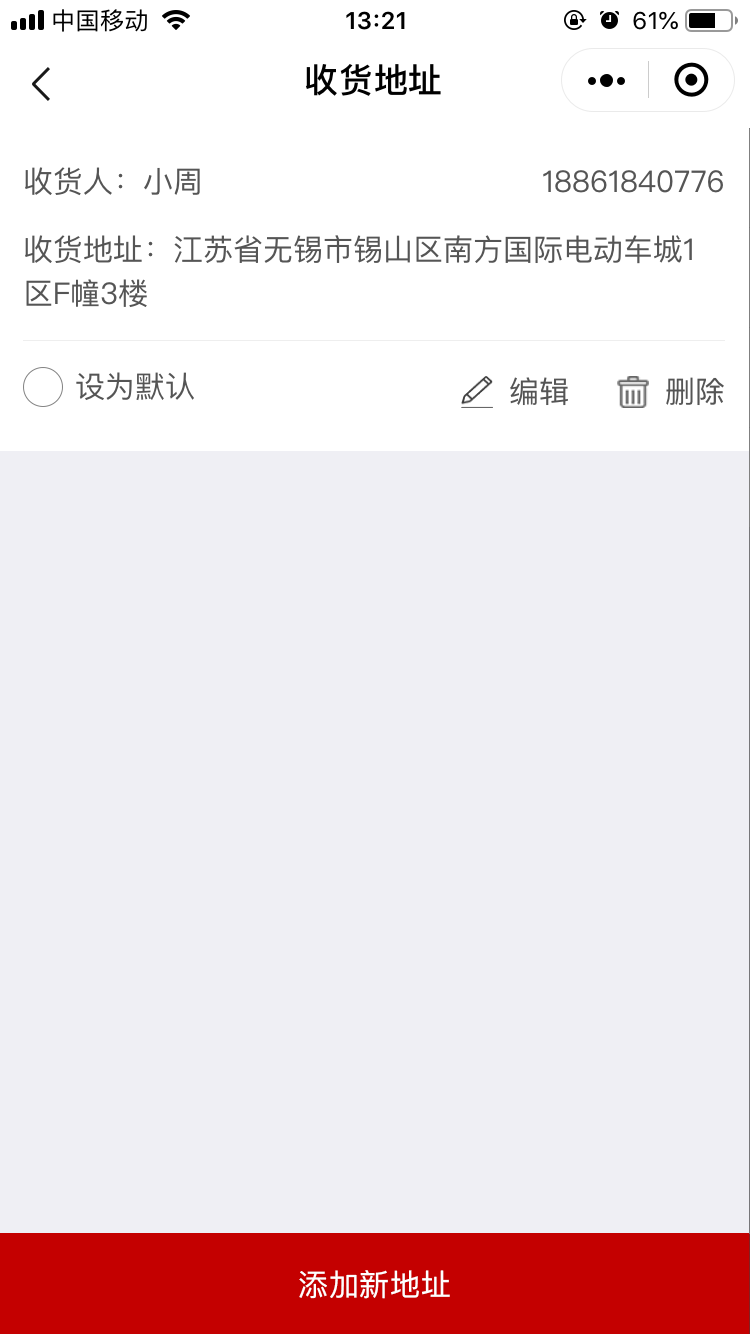 中国移动 13:21 61%
收货地址
收货人：小周 18861840776
收货地址：江苏省无锡市锡山区南方国际电动车城1
区F幢3楼
设为默认 编辑 删除
添加新地址